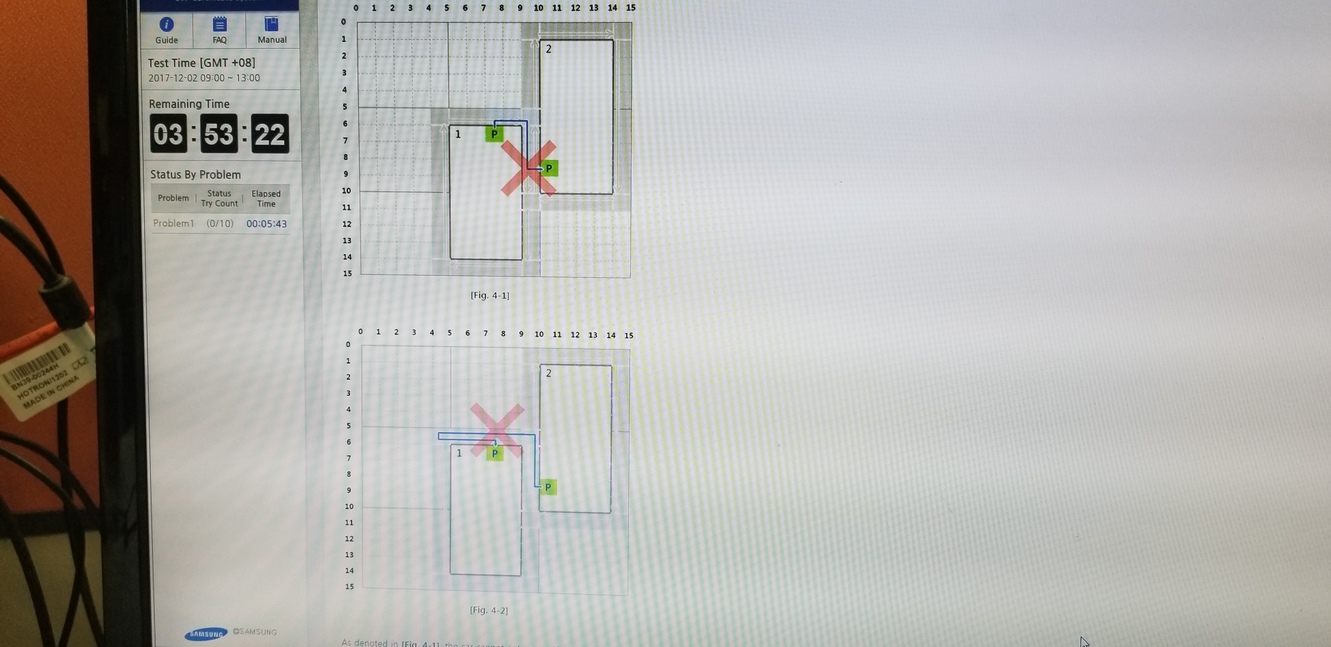 Guide FAQ Manual
Test Time [GMT +08]
2017-12-02 09:00 ~ 13:00
Remaining Time
03 : 53 : 22
Status By Problem
Problem Status Try Count Elapsed Time
Problem1 (0/10) 00:05:43
SAMSUNG ©SAMSUNG
0 1 2 3 4 5 6 7 8 9 10 11 12 13 14 15
0
1
2
2
3
4
5
6
1 P
7
8
P
9
10
11
12
13
14
15
[Fig. 4-1]
0 1 2 3 4 5 6 7 8 9 10 11 12 13 14 15
0
1
2
2
3
4
5
6
1 P
7
8
9
P
10
11
12
13
14
15
[Fig. 4-2]
As denoted in [Fig. 4-1], the car
BN39-00244H
HOTRON/1202
MADE IN CHINA